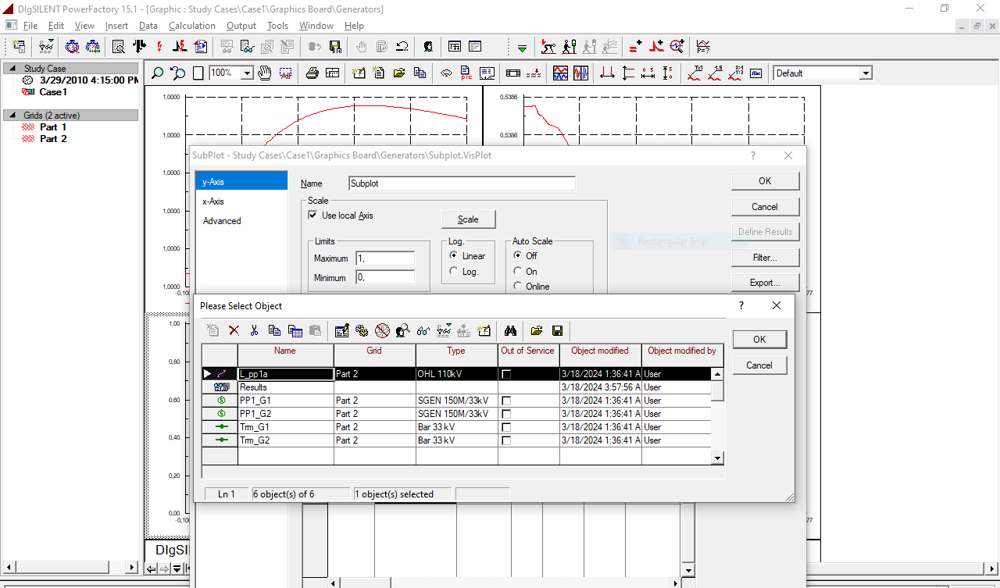 DIgSILENT PowerFactory 15.1 - [Graphic : Study Cases\Case1\Graphics Board\Generators]
File Edit View Insert Data Calculation Output Tools Window Help
Study Case
3/29/2010 4:15:00 PM
Case1
Grids (2 active)
Part 1
Part 2
100%
Default
1,0000
1,0000
1,0000
1,0000
1,0000
1,0000
0,5386
0,5386
SubPlot - Study Cases\Case1\Graphics Board\Generators\Subplot.VisPlot
y-Axis
x-Axis
Advanced
Name Subplot
Scale
Use local Axis
Scale
Limits
Maximum 1.
Minimum 0.
Log.
Linear
Log.
Auto Scale
Off
On
Online
OK
Cancel
Define Results
Filter...
Export...
Rectangular Snip
-0,100
77
Please Select Object
OK
Cancel
Name Grid Type Out of Service Object modified Object modified by
L_pp1a Part 2 OHL 110kV 3/18/2024 1:36:41 A User
Results 3/18/2024 3:57:56 A User
PP1_G1 Part 2 SGEN 150M/33kV 3/18/2024 1:36:41 A User
PP1_G2 Part 2 SGEN 150M/33kV 3/18/2024 1:36:41 A User
Trm_G1 Part 2 Bar 33 kV 3/18/2024 1:36:41 A User
Trm_G2 Part 2 Bar 33 kV 3/18/2024 1:36:41 A User
Ln 1 6 object(s) of 6 1 object(s) selected
1,00
0,80
0,60
0,40
0,20
0,00
-0,100
77
DIgSIL